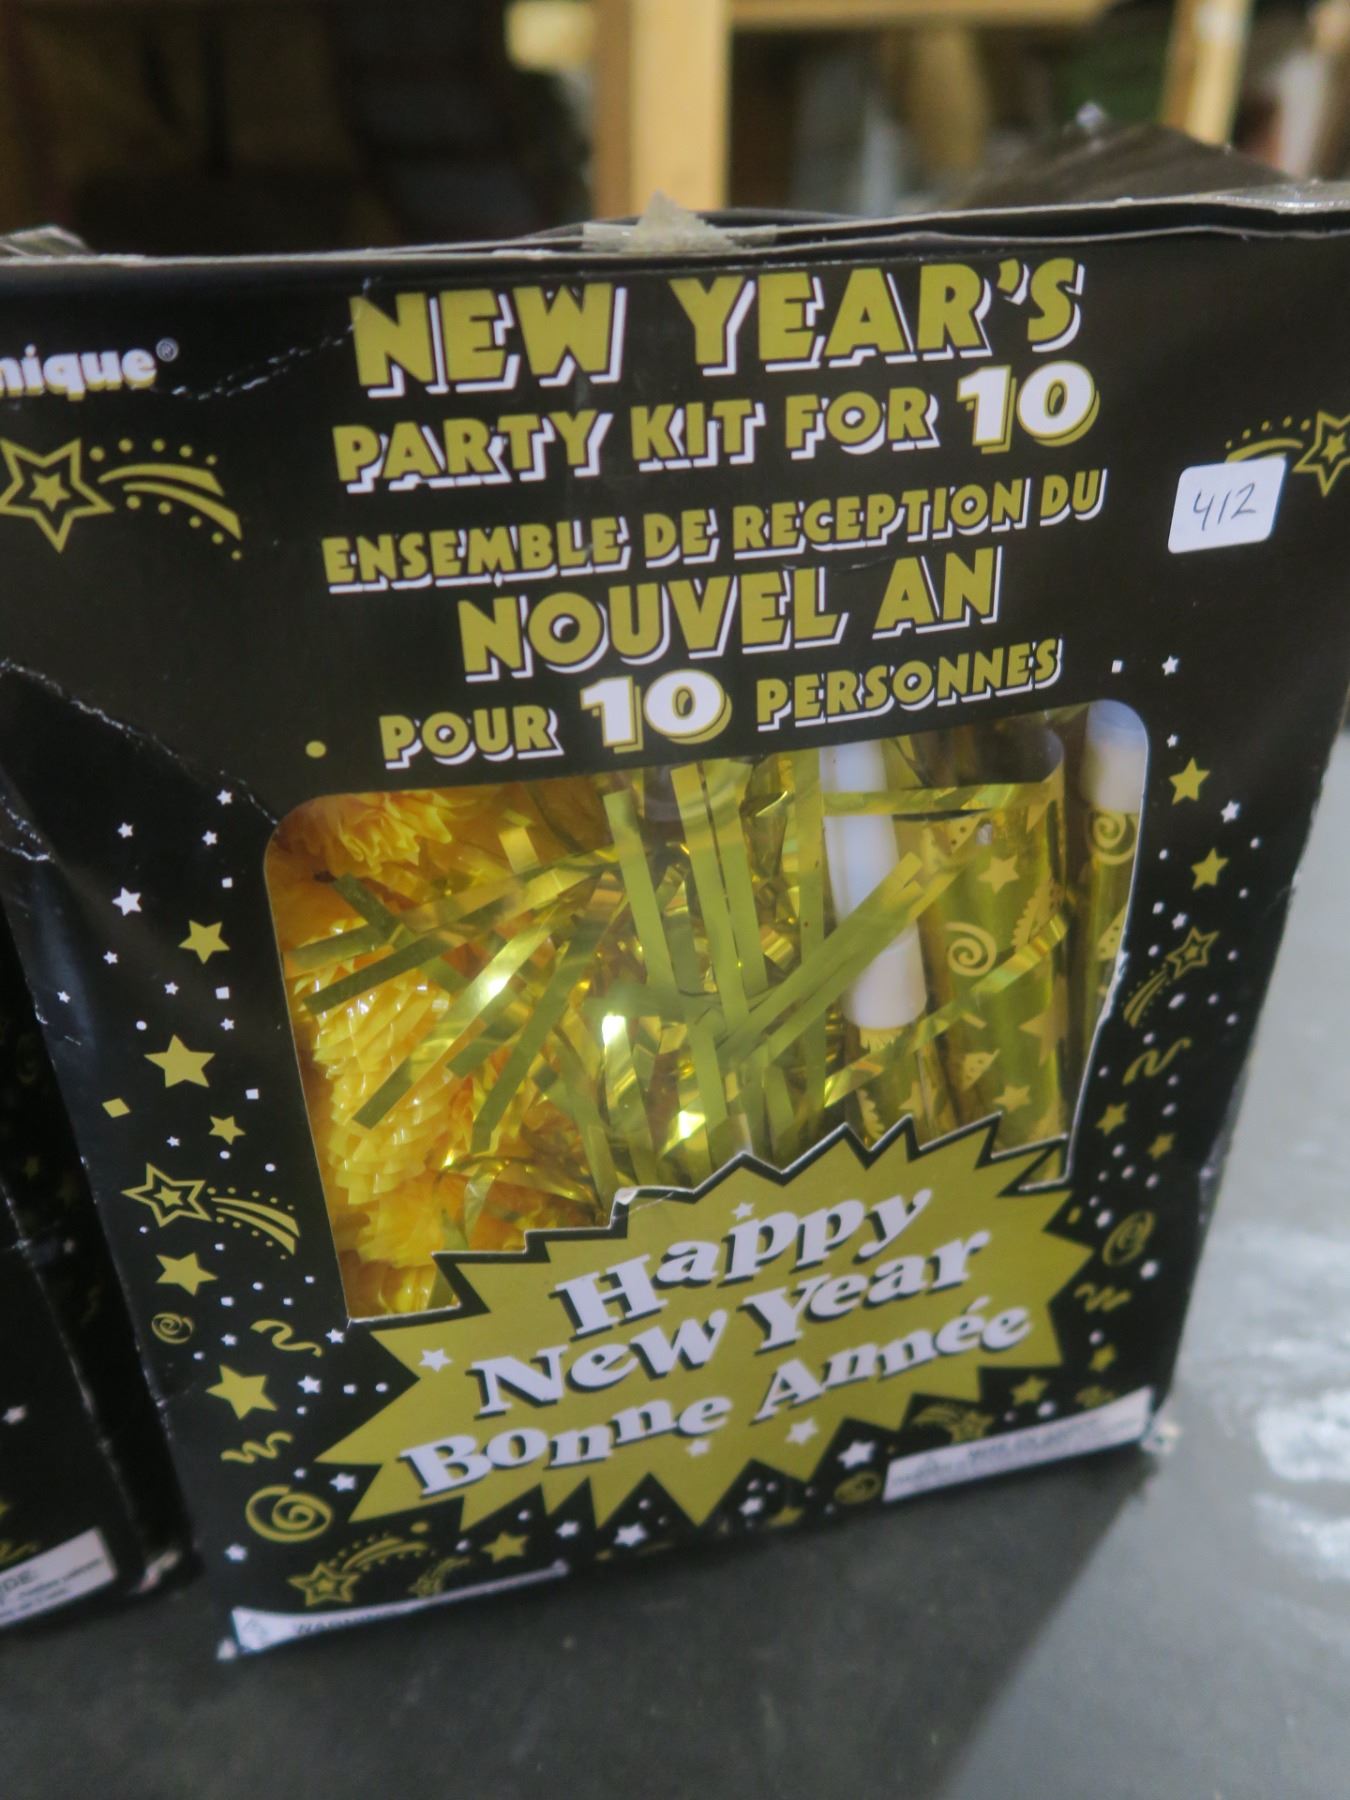 nique®
NEW YEAR'S
PARTY KIT FOR 10
ENSEMBLE DE RECEPTION DU
NOUVEL AN
POUR 10 PERSONNES
412
Happy
New Year
Bonne Année